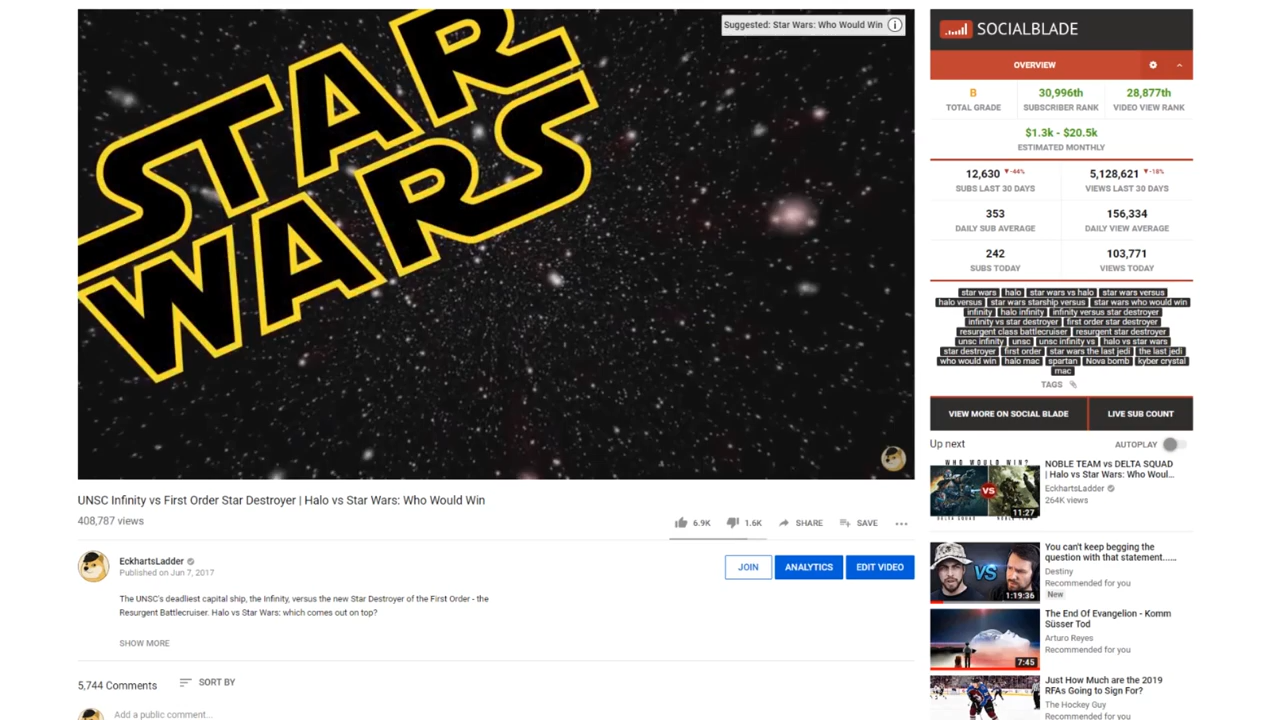 STAR
WARS
Suggested: Star Wars: Who Would Win
UNSC Infinity vs First Order Star Destroyer | Halo vs Star Wars: Who Would Win
408,787 views
6.9K
1.6K
SHARE
SAVE
EckhartsLadder
Published on Jun 7, 2017
JOIN
ANALYTICS
EDIT VIDEO
The UNSC's deadliest capital ship, the Infinity, versus the new Star Destroyer of the First Order - the
Resurgent Battlecruiser. Halo vs Star Wars: which comes out on top?
SHOW MORE
5,744 Comments
SORT BY
Add a public comment...
SOCIALBLADE
OVERVIEW
B
TOTAL GRADE
30,996th
SUBSCRIBER RANK
28,877th
VIDEO VIEW RANK
$1.3k - $20.5k
ESTIMATED MONTHLY
12,630 -44%
SUBS LAST 30 DAYS
5,128,621 -18%
VIEWS LAST 30 DAYS
353
DAILY SUB AVERAGE
156,334
DAILY VIEW AVERAGE
242
SUBS TODAY
103,771
VIEWS TODAY
star wars halo star wars vs halo star wars versus
halo versus star wars starship versus star wars who would win
infinity halo infinity infinity versus star destroyer
infinity vs star destroyer first order star destroyer
resurgent class battlecruiser resurgent star destroyer
unsc infinity unsc unsc infinity vs halo vs star wars
star destroyer first order star wars the last jedi the last jedi
who would win halo mac spartan Nova bomb kyber crystal
mac
TAGS
VIEW MORE ON SOCIAL BLADE
LIVE SUB COUNT
Up next
AUTOPLAY
WHO WOULD WIN?
VS
11:27
NOBLE TEAM vs DELTA SQUAD
| Halo vs Star Wars: Who Woul...
EckhartsLadder
264K views
VS
1:19:36
You can't keep begging the
question with that statement......
Destiny
Recommended for you
New
7:45
The End Of Evangelion - Komm
Süsser Tod
Arturo Reyes
Recommended for you
Just How Much are the 2019
RFAs Going to Sign For?
The Hockey Guy
Recommended for you